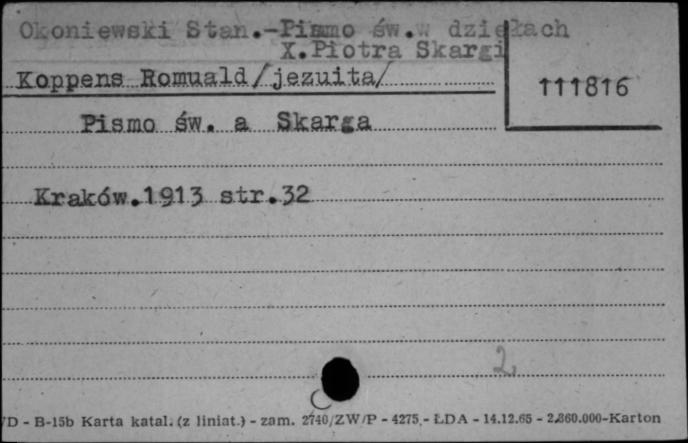 Okoniewski Stan.-Pismo św.w dziełach
X.Piotra Skargi
Koppens Romuald/jezuita/
111816
Pismo św. a Skarga
Kraków.1913 str.32
2
/D - B-15b Karta katal. (z liniat.) - zam. 2740/ZW/P - 4275 - ŁDA - 14.12.65 - 2.860.000-Karton